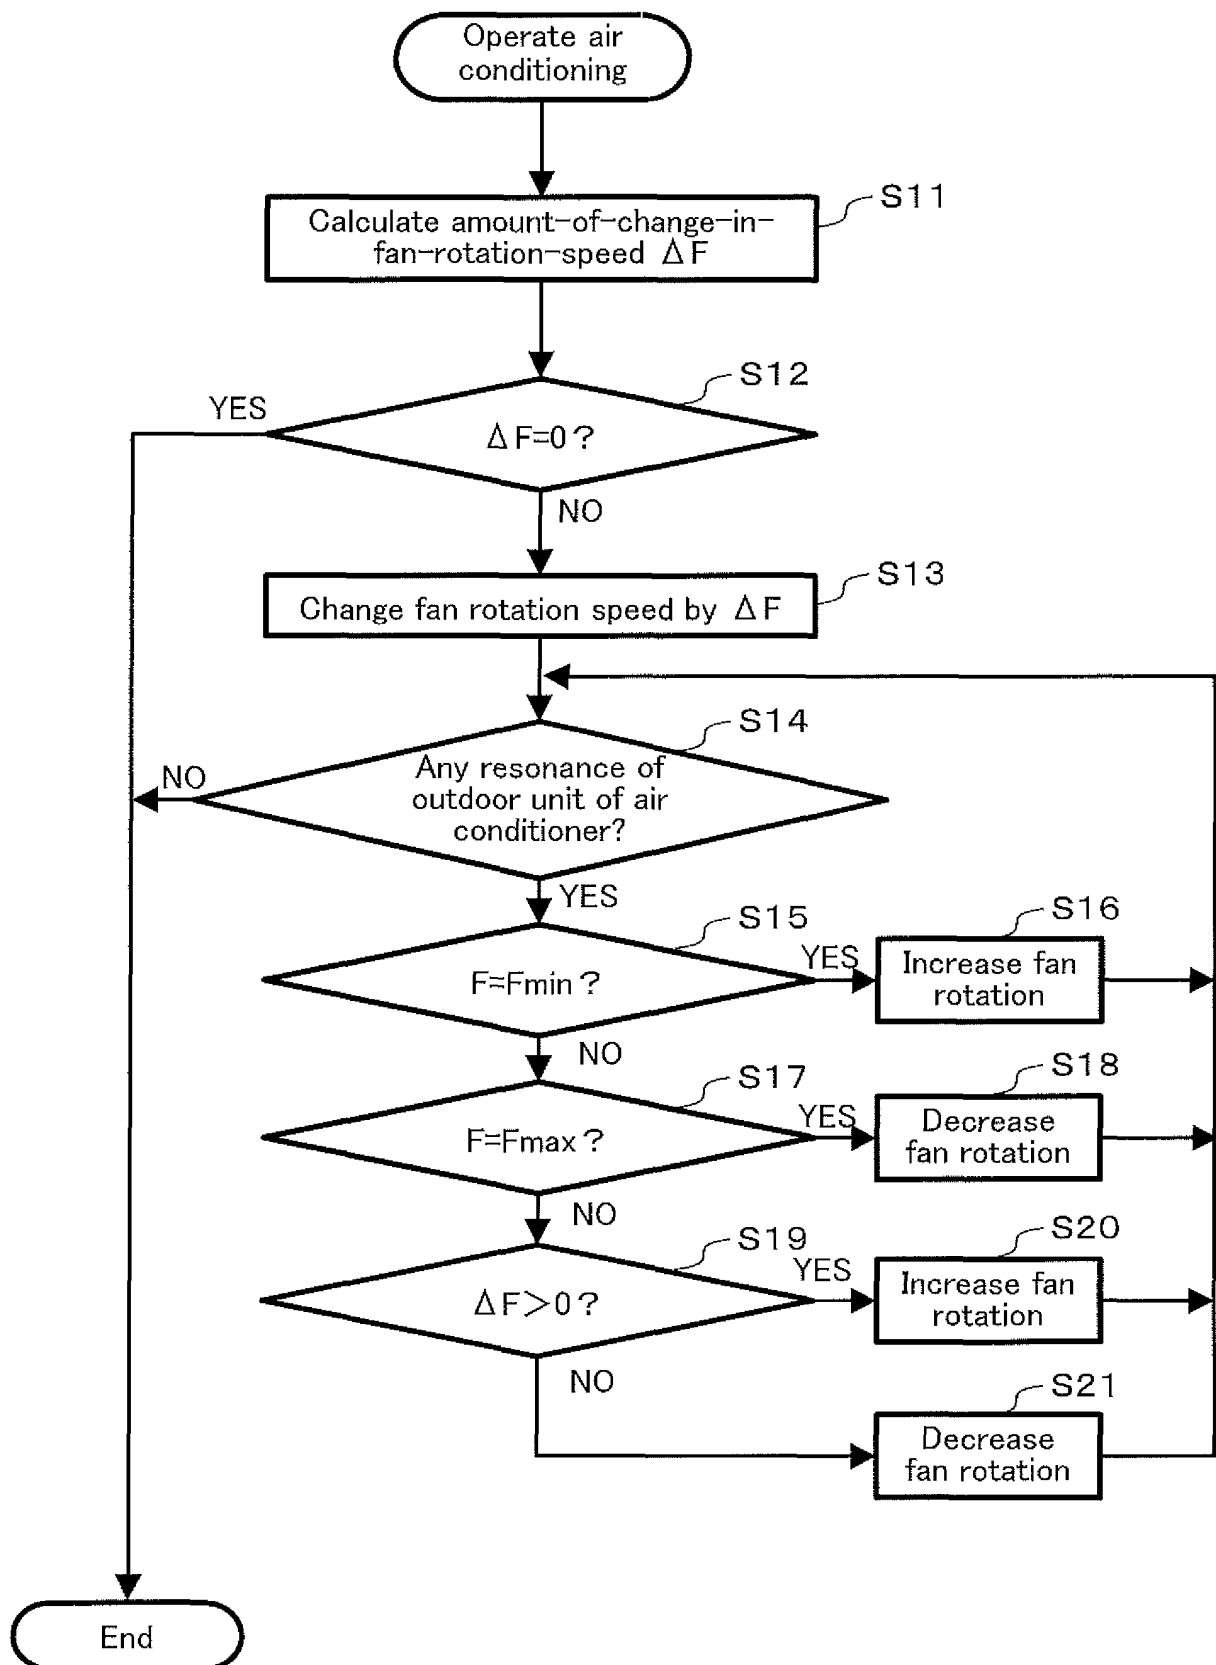 Operate air
conditioning
S11
Calculate amount-of-change-in-
fan-rotation-speed ΔF
S12
YES
ΔF=0?
NO
S13
Change fan rotation speed by ΔF
S14
NO
Any resonance of
outdoor unit of air
conditioner?
YES
S15
F=Fmin?
YES
S16
Increase fan
rotation
NO
S17
F=Fmax?
YES
S18
Decrease
fan rotation
NO
S19
ΔF>0?
YES
S20
Increase fan
rotation
NO
S21
Decrease
fan rotation
End